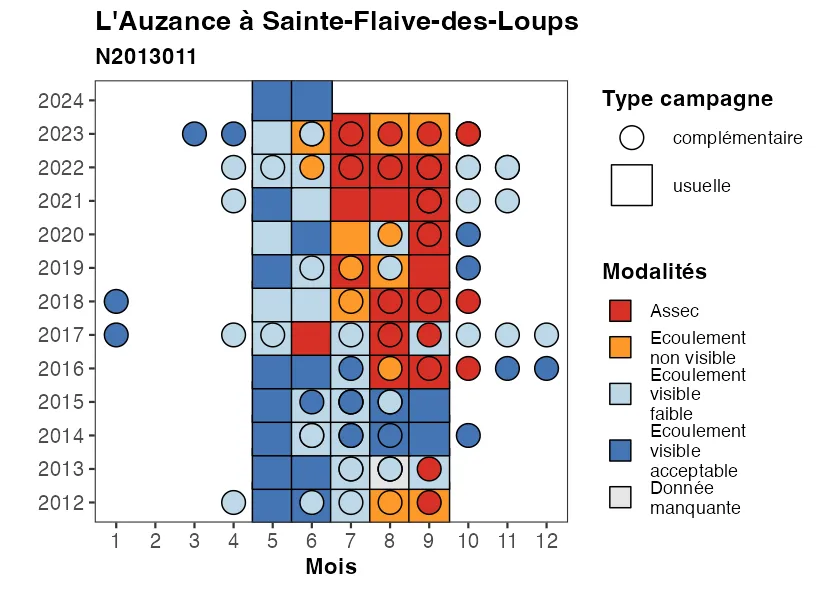 L'Auzance à Sainte-Flaive-des-Loups
N2013011
2024
2023
2022
2021
2020
2019
2018
2017
2016
2015
2014
2013
2012
1 2 3 4 5 6 7 8 9 10 11 12
Mois
Type campagne
complémentaire
usuelle
Modalités
Assec
Ecoulement
non visible
Ecoulement
visible
faible
Ecoulement
visible
acceptable
Donnée
manquante